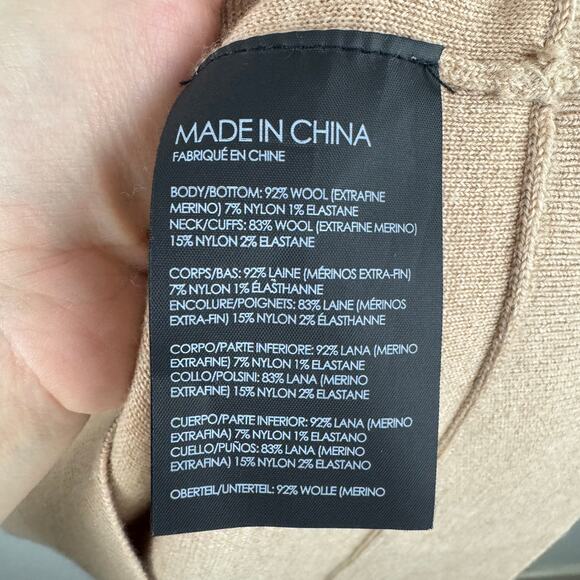 MADE IN CHINA
FABRIQUÉ EN CHINE
BODY/BOTTOM: 92% WOOL (EXTRAFINE
MERINO) 7% NYLON 1% ELASTANE
NECK/CUFFS: 83% WOOL (EXTRAFINE MERINO)
15% NYLON 2% ELASTANE
CORPS/BAS: 92% LAINE (MÉRINOS EXTRA-FIN)
7% NYLON 1% ÉLASTHANNE
ENCOLURE/POIGNETS: 83% LAINE (MÉRINOS
EXTRA-FIN) 15% NYLON 2% ÉLASTHANNE
CORPO/PARTE INFERIORE: 92% LANA (MERINO
EXTRAFINE) 7% NYLON 1% ELASTANE
COLLO/POLSINI: 83% LANA (MERINO
EXTRAFINE) 15% NYLON 2% ELASTANE
CUERPO/PARTE INFERIOR: 92% LANA (MERINO
EXTRAFINA) 7% NYLON 1% ELASTANO
CUELLO/PUÑOS: 83% LANA (MERINO
EXTRAFINA) 15% NYLON 2% ELASTANO
OBERTEIL/UNTERTEIL: 92% WOLLE (MERINO